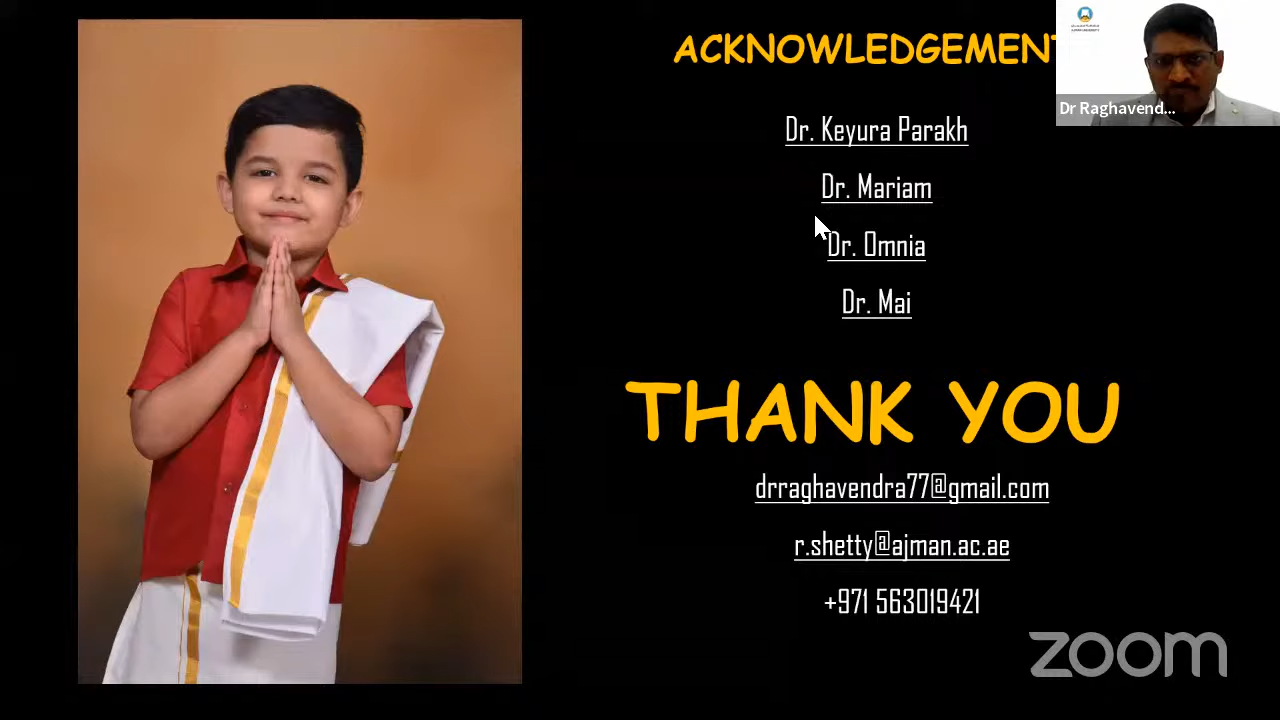 ACKNOWLEDGEMENT
Dr Raghavend...
Dr. Keyura Parakh
Dr. Mariam
Dr. Omnia
Dr. Mai
THANK YOU
drraghavendra77@gmail.com
r.shetty@ajman.ac.ae
+971 563019421
zoom